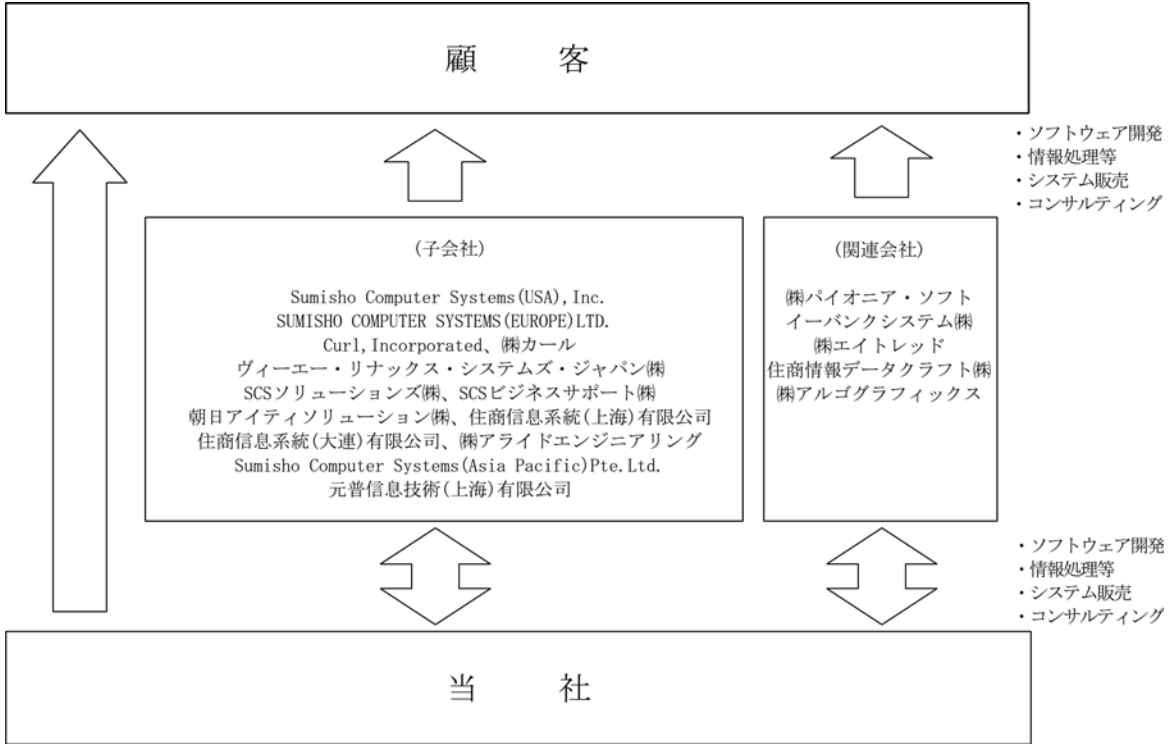 顧 客
・ソフトウェア開発
・情報処理等
・システム販売
・コンサルティング
(子会社)
Sumisho Computer Systems(USA),Inc.
SUMISHO COMPUTER SYSTEMS(EUROPE)LTD.
Curl,Incorporated、㈱カール
ヴィーエー・リナックス・システムズ・ジャパン㈱
SCSソリューションズ㈱、SCSビジネスサポート㈱
朝日アイティソリューション㈱、住商信息系統(上海)有限公司
住商信息系統(大連)有限公司、㈱アライドエンジニアリング
Sumisho Computer Systems(Asia Pacific)Pte.Ltd.
元普信息技術(上海)有限公司
(関連会社)
㈱パイオニア・ソフト
イーバンクシステム㈱
㈱エイトレッド
住商情報データクラフト㈱
㈱アルゴグラフィックス
・ソフトウェア開発
・情報処理等
・システム販売
・コンサルティング
当 社